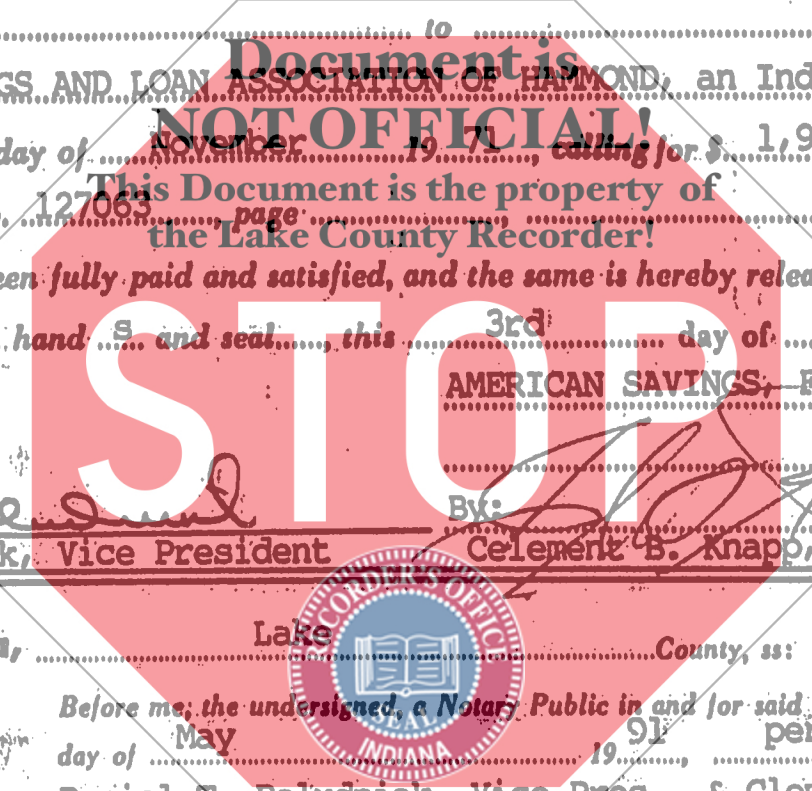 to
Document is
GS AND LOAN ASSOCIATION OF HAMMOND, an Ind
NOT OFFICIAL!
day of November 19 71, calling for $ 1,9
This Document is the property of
127063 page
the Lake County Recorder!
en fully paid and satisfied, and the same is hereby relea
hand s and seal, this 3rd day of
STOP
AMERICAN SAVINGS, F
By:
k, Vice President Celement B. Knapp,
RECORDER'S OFFICE
Lake County, ss:
Before me, the undersigned, a Notary Public in and for said
SEAL
day of May 19 91, per
INDIANA
Vice Pres. &